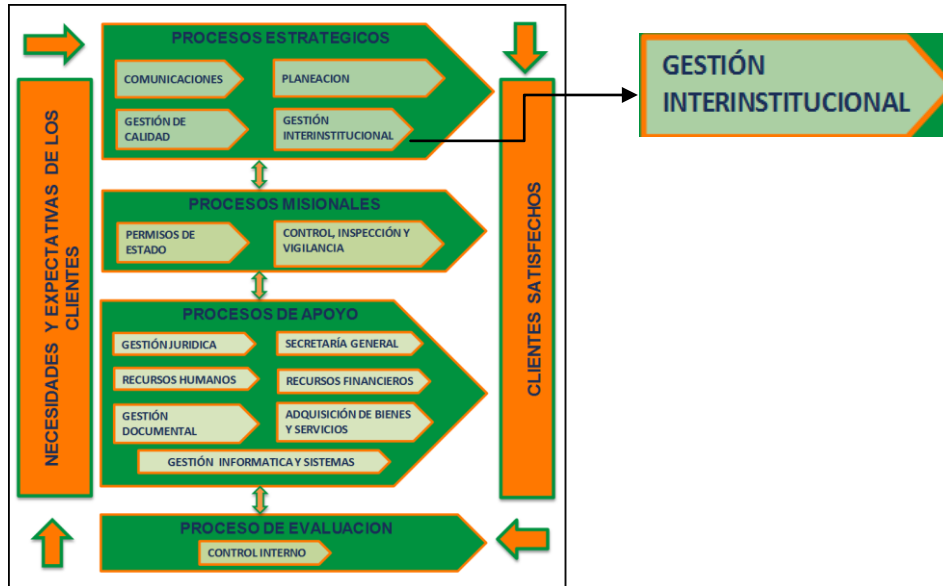 NECESIDADES Y EXPECTATIVAS DE LOS
CLIENTES
PROCESOS ESTRATEGICOS
COMUNICACIONES
PLANEACION
GESTIÓN DE
CALIDAD
GESTIÓN
INTERINSTITUCIONAL
PROCESOS MISIONALES
PERMISOS DE
ESTADO
CONTROL, INSPECCIÓN Y
VIGILANCIA
PROCESOS DE APOYO
GESTIÓN JURIDICA
SECRETARÍA GENERAL
RECURSOS HUMANOS
RECURSOS FINANCIEROS
GESTIÓN
DOCUMENTAL
ADQUISICIÓN DE BIENES
Y SERVICIOS
GESTIÓN INFORMATICA Y SISTEMAS
PROCESO DE EVALUACION
CONTROL INTERNO
CLIENTES SATISFECHOS
GESTIÓN
INTERINSTITUCIONAL